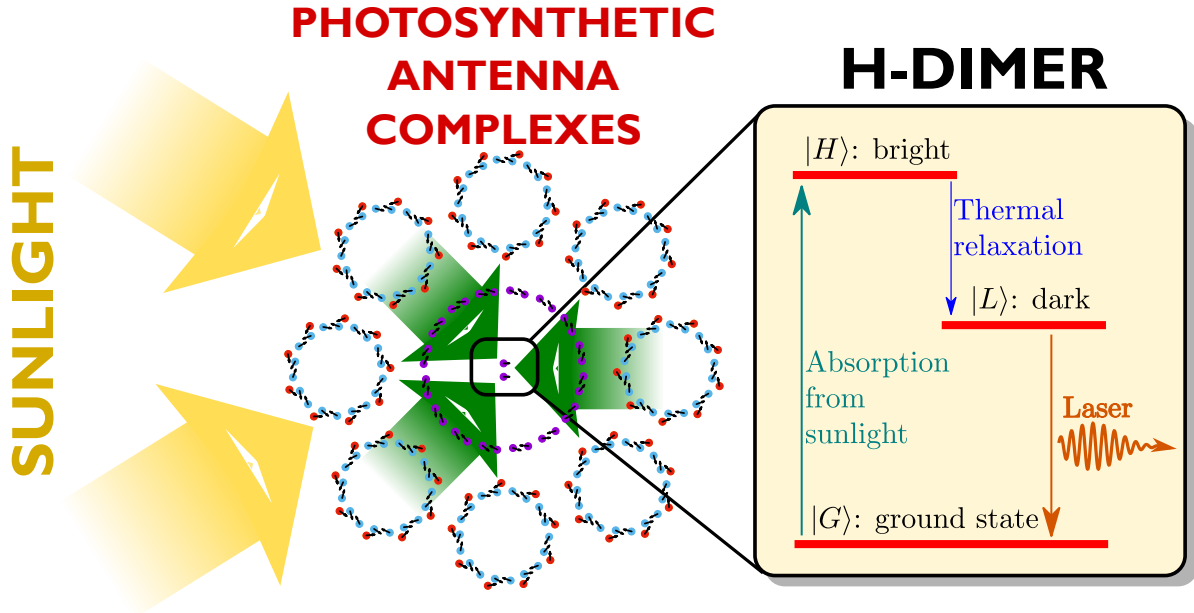 SUNLIGHT
PHOTOSYNTHETIC
ANTENNA
COMPLEXES
H-DIMER
|H⟩: bright
Thermal
relaxation
|L⟩: dark
Absorption
from
sunlight
Laser
|G⟩: ground state